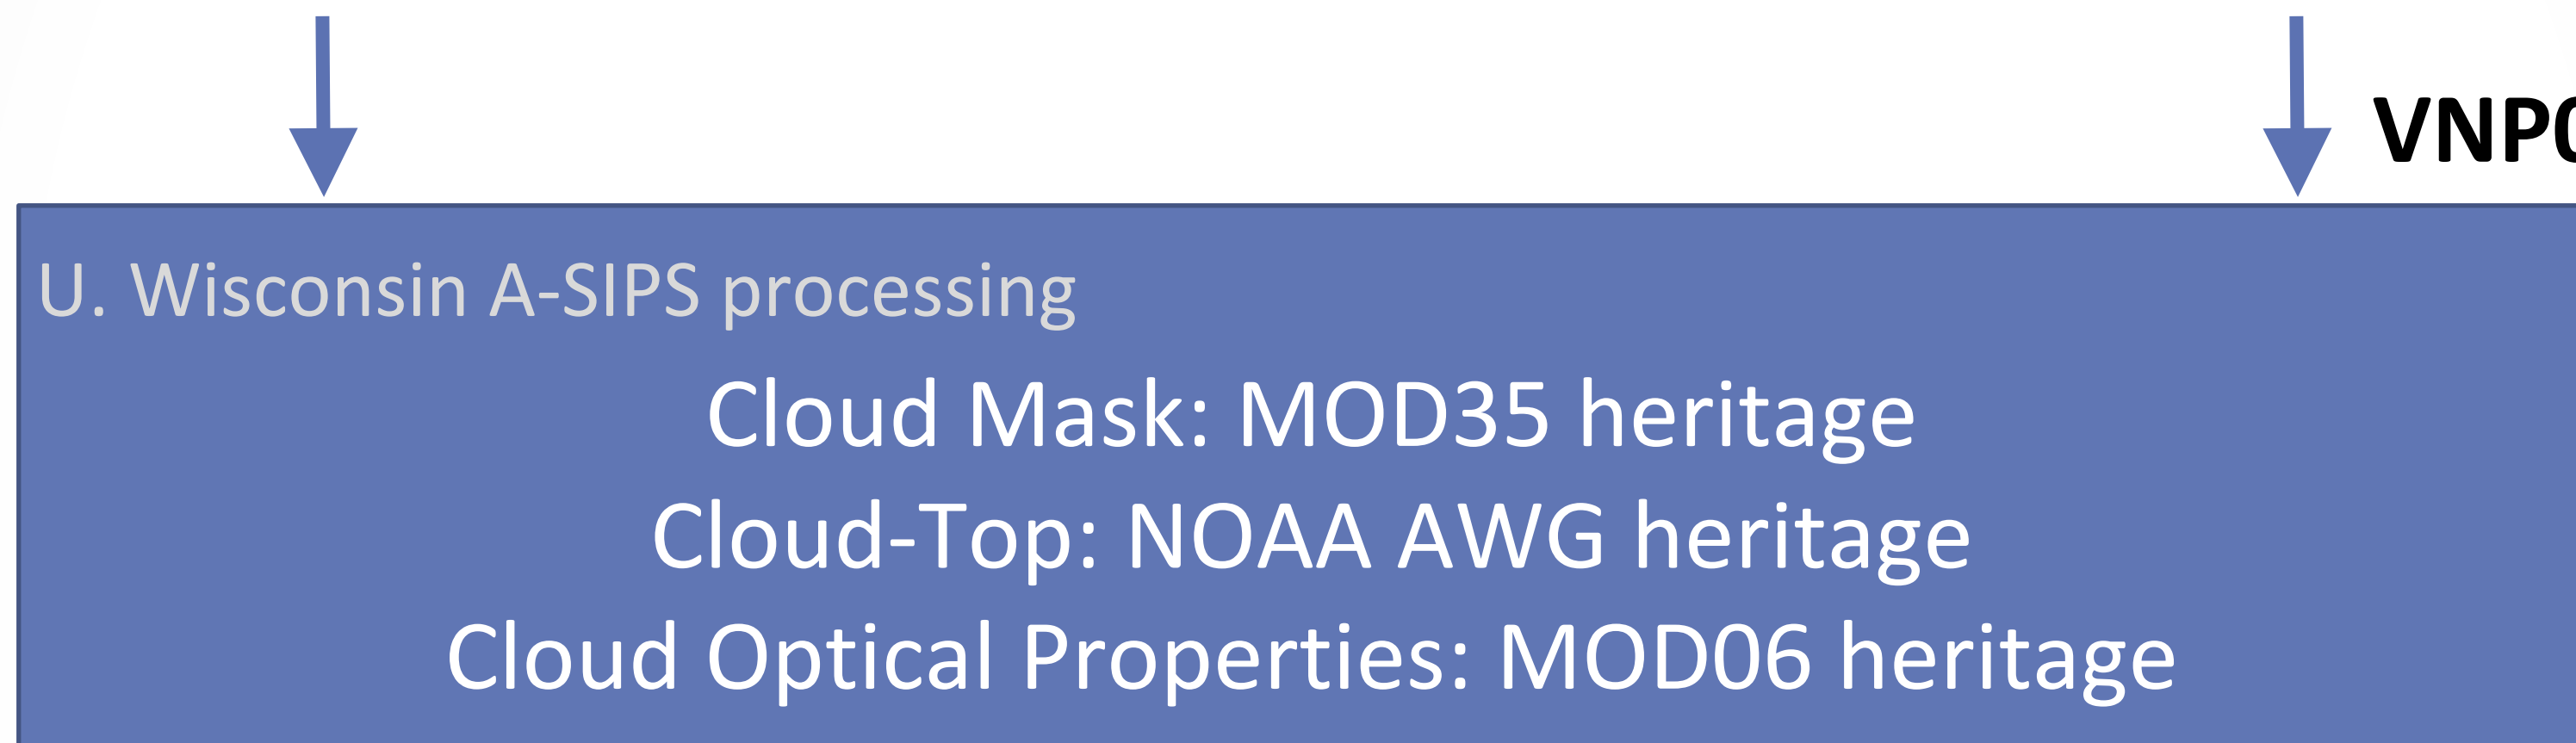 U. Wisconsin A-SIPS processing
Cloud Mask: MOD35 heritage
Cloud-Top: NOAA AWG heritage
Cloud Optical Properties: MOD06 heritage